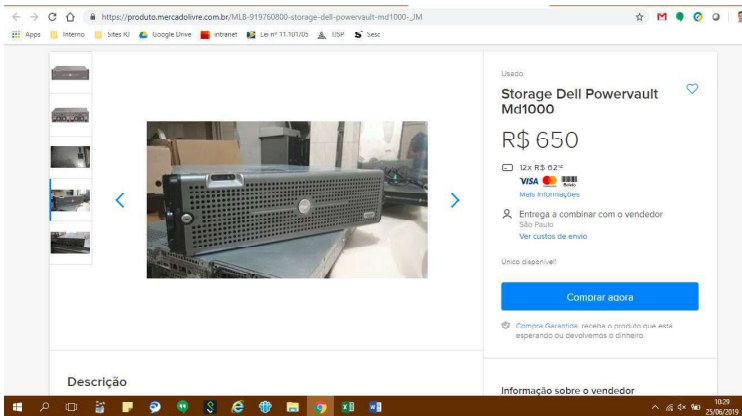 https://produto.mercadolivre.com.br/MLB-919760800-storage-dell-powervault-md1000-_JM
Apps Interno Sites RJ Google Drive intranet Lei nº 11.101/05 USP Sesc
Usado
Storage Dell Powervault
Md1000
R$ 650
12x R$ 62
VISA
Boleto
Mais informações
Entrega a combinar com o vendedor
São Paulo
Ver custos de envio
Único disponível!
Comprar agora
Compra Garantida, receba o produto que está
esperando ou devolvemos o dinheiro.
Descrição
Informação sobre o vendedor
10:29
25/06/2019